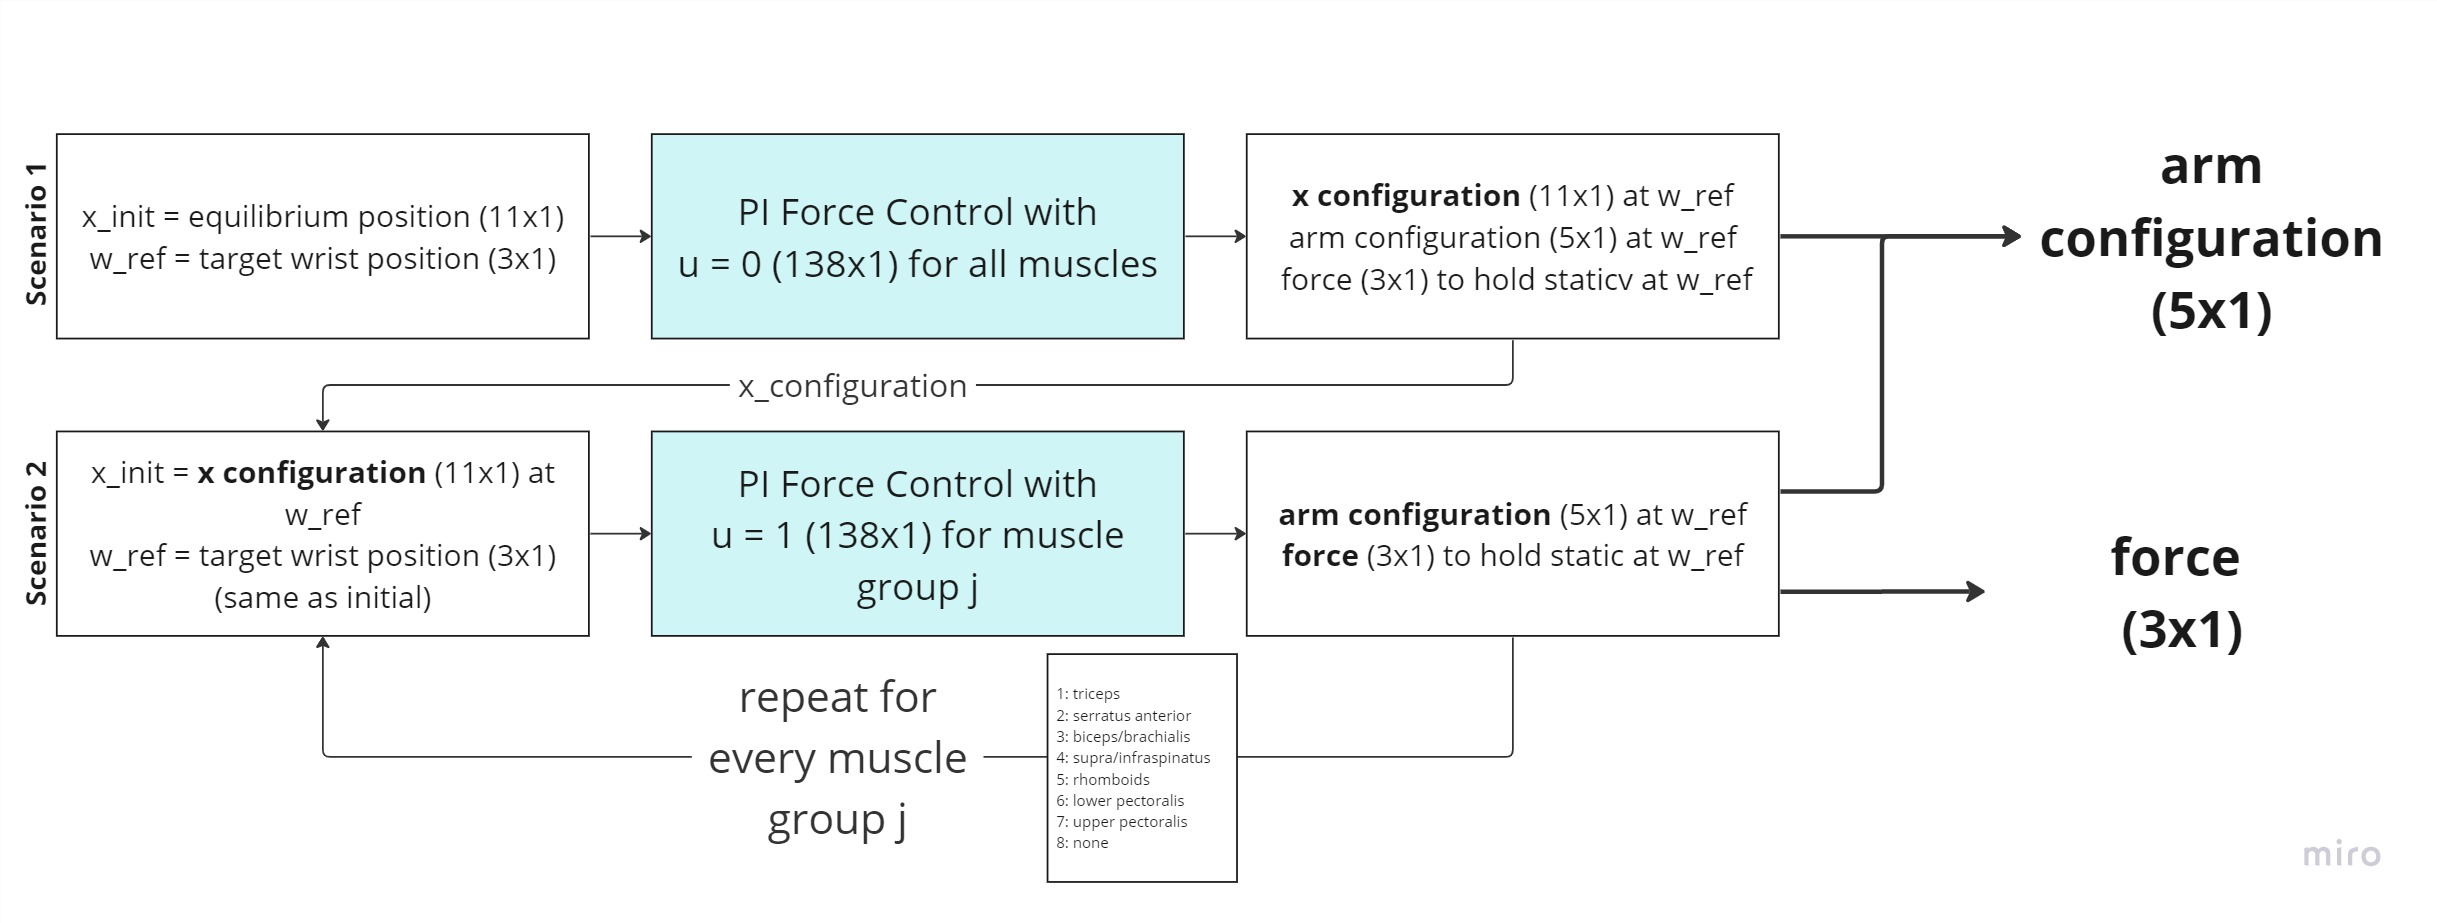 Scenario 1
x_init = equilibrium position (11x1)
w_ref = target wrist position (3x1)
PI Force Control with
u = 0 (138x1) for all muscles
x configuration (11x1) at w_ref
arm configuration (5x1) at w_ref
force (3x1) to hold staticv at w_ref
arm
configuration
(5x1)
x_configuration
Scenario 2
x_init = x configuration (11x1) at
w_ref
w_ref = target wrist position (3x1)
(same as initial)
PI Force Control with
u = 1 (138x1) for muscle
group j
arm configuration (5x1) at w_ref
force (3x1) to hold static at w_ref
force
(3x1)
repeat for
every muscle
group j
1: triceps
2: serratus anterior
3: biceps/brachialis
4: supra/infraspinatus
5: rhomboids
6: lower pectoralis
7: upper pectoralis
8: none
miro